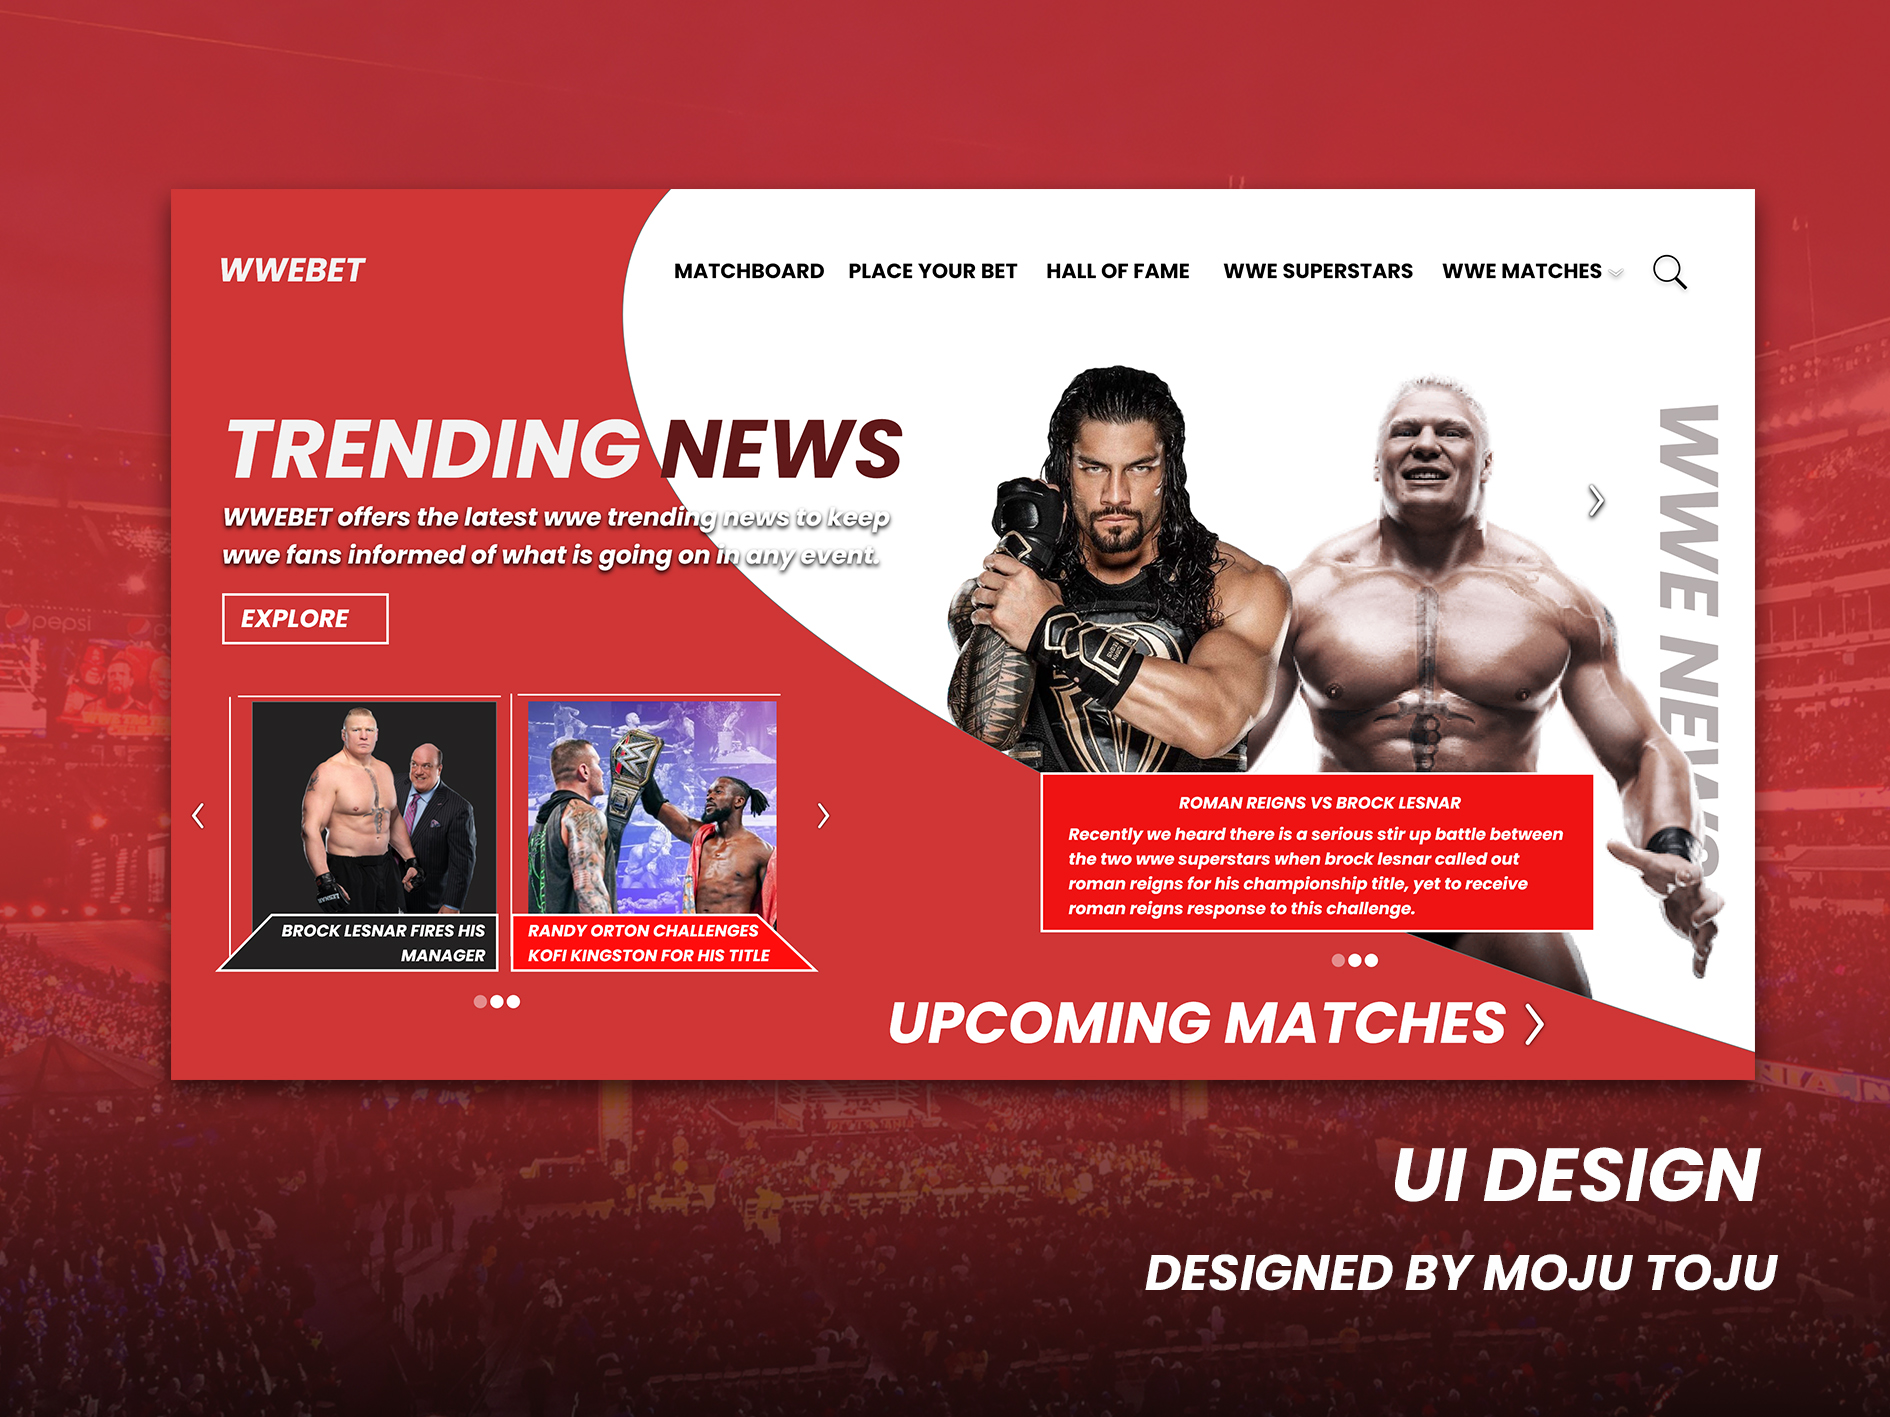 WWEBET
MATCHBOARD
PLACE YOUR BET
HALL OF FAME
WWE SUPERSTARS
WWE MATCHES
TRENDING NEWS
WWEBET offers the latest wwe trending news to keep
wwe fans informed of what is going on in any event.
EXPLORE
WWE NEWS
BROCK LESNAR FIRES HIS
MANAGER
RANDY ORTON CHALLENGES
KOFI KINGSTON FOR HIS TITLE
ROMAN REIGNS VS BROCK LESNAR
Recently we heard there is a serious stir up battle between
the two wwe superstars when brock lesnar called out
roman reigns for his championship title, yet to receive
roman reigns response to this challenge.
UPCOMING MATCHES
pepsi
UI DESIGN
DESIGNED BY MOJU TOJU